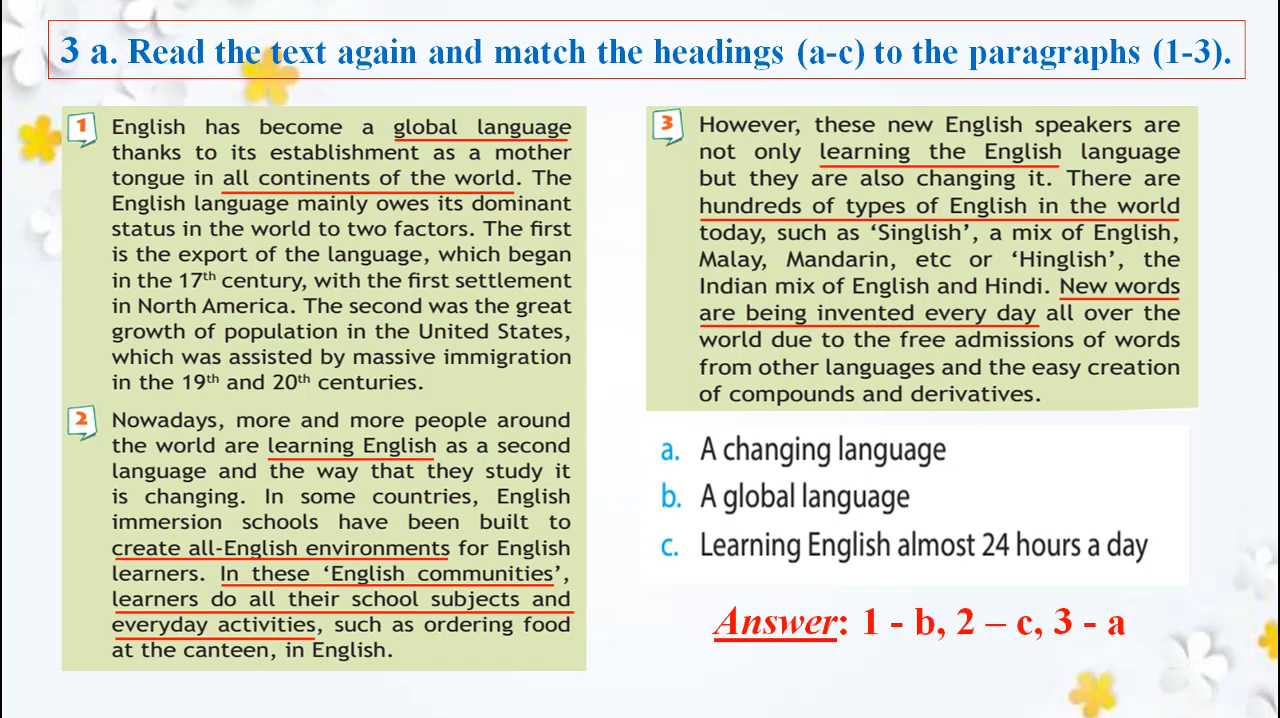 3 a. Read the text again and match the headings (a-c) to the paragraphs (1-3).
1
English has become a global language
thanks to its establishment as a mother
tongue in all continents of the world. The
English language mainly owes its dominant
status in the world to two factors. The first
is the export of the language, which began
in the 17th century, with the first settlement
in North America. The second was the great
growth of population in the United States,
which was assisted by massive immigration
in the 19th and 20th centuries.
2
Nowadays, more and more people around
the world are learning English as a second
language and the way that they study it
is changing. In some countries, English
immersion schools have been built to
create all-English environments for English
learners. In these ‘English communities’,
learners do all their school subjects and
everyday activities, such as ordering food
at the canteen, in English.
3
However, these new English speakers are
not only learning the English language
but they are also changing it. There are
hundreds of types of English in the world
today, such as ‘Singlish’, a mix of English,
Malay, Mandarin, etc or ‘Hinglish’, the
Indian mix of English and Hindi. New words
are being invented every day all over the
world due to the free admissions of words
from other languages and the easy creation
of compounds and derivatives.
a. A changing language
b. A global language
c. Learning English almost 24 hours a day
Answer: 1 - b, 2 – c, 3 - a